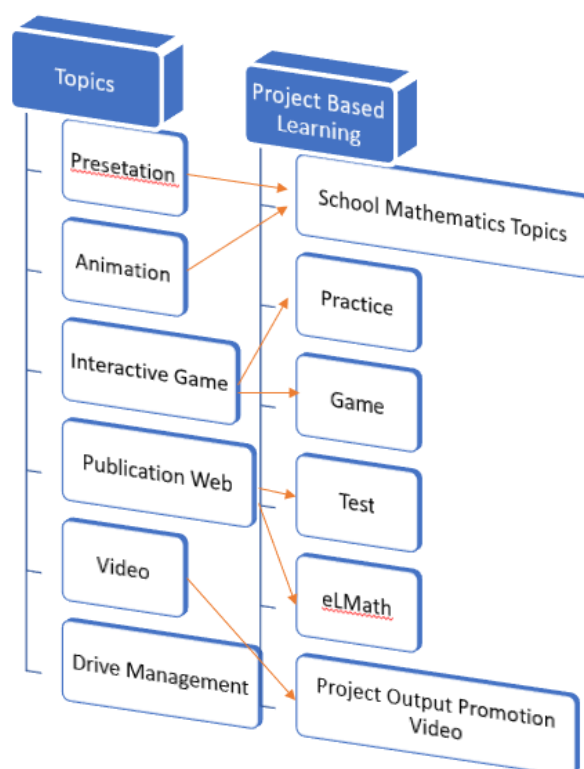 Topics
Presetation
Animation
Interactive Game
Publication Web
Video
Drive Management
Project Based
Learning
School Mathematics Topics
Practice
Game
Test
eLMath
Project Output Promotion
Video